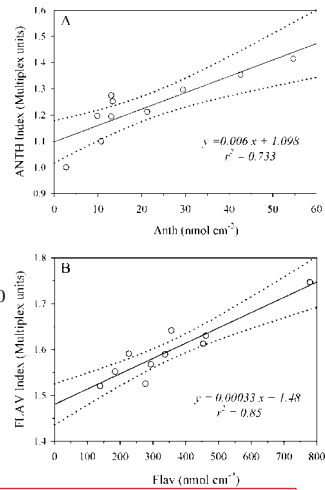 A
ANTH Index (Multiplex units)
1.6
1.5
1.4
1.3
1.2
1.1
1.0
0.9
y =0.006 x + 1.098
r² = 0.733
0 10 20 30 40 50 60
Anth (nmol cm⁻²)
B
FLAV Index (Multiplex units)
1.8
1.7
1.6
1.5
1.4
y = 0.00033 x + 1.48
r² = 0.85
0 100 200 300 400 500 600 700 800
Flav (nmol cm⁻²)
0